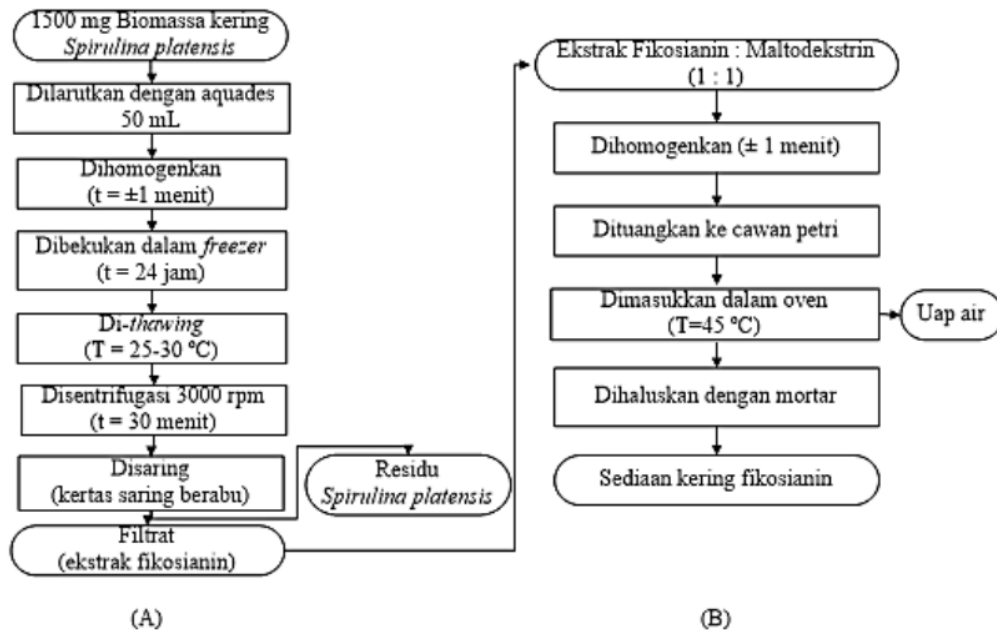 1500 mg Biomassa kering
Spirulina platensis
Dilarutkan dengan aquades
50 mL
Dihomogenkan
(t = ±1 menit)
Dibekukan dalam freezer
(t = 24 jam)
Di-thawing
(T = 25-30 °C)
Disentrifugasi 3000 rpm
(t = 30 menit)
Disaring
(kertas saring berabu)
Residu
Spirulina platensis
Filtrat
(ekstrak fikosianin)
(A)
Ekstrak Fikosianin : Maltodekstrin
(1 : 1)
Dihomogenkan (± 1 menit)
Dituangkan ke cawan petri
Dimasukkan dalam oven
(T=45 °C)
Uap air
Dihaluskan dengan mortar
Sediaan kering fikosianin
(B)